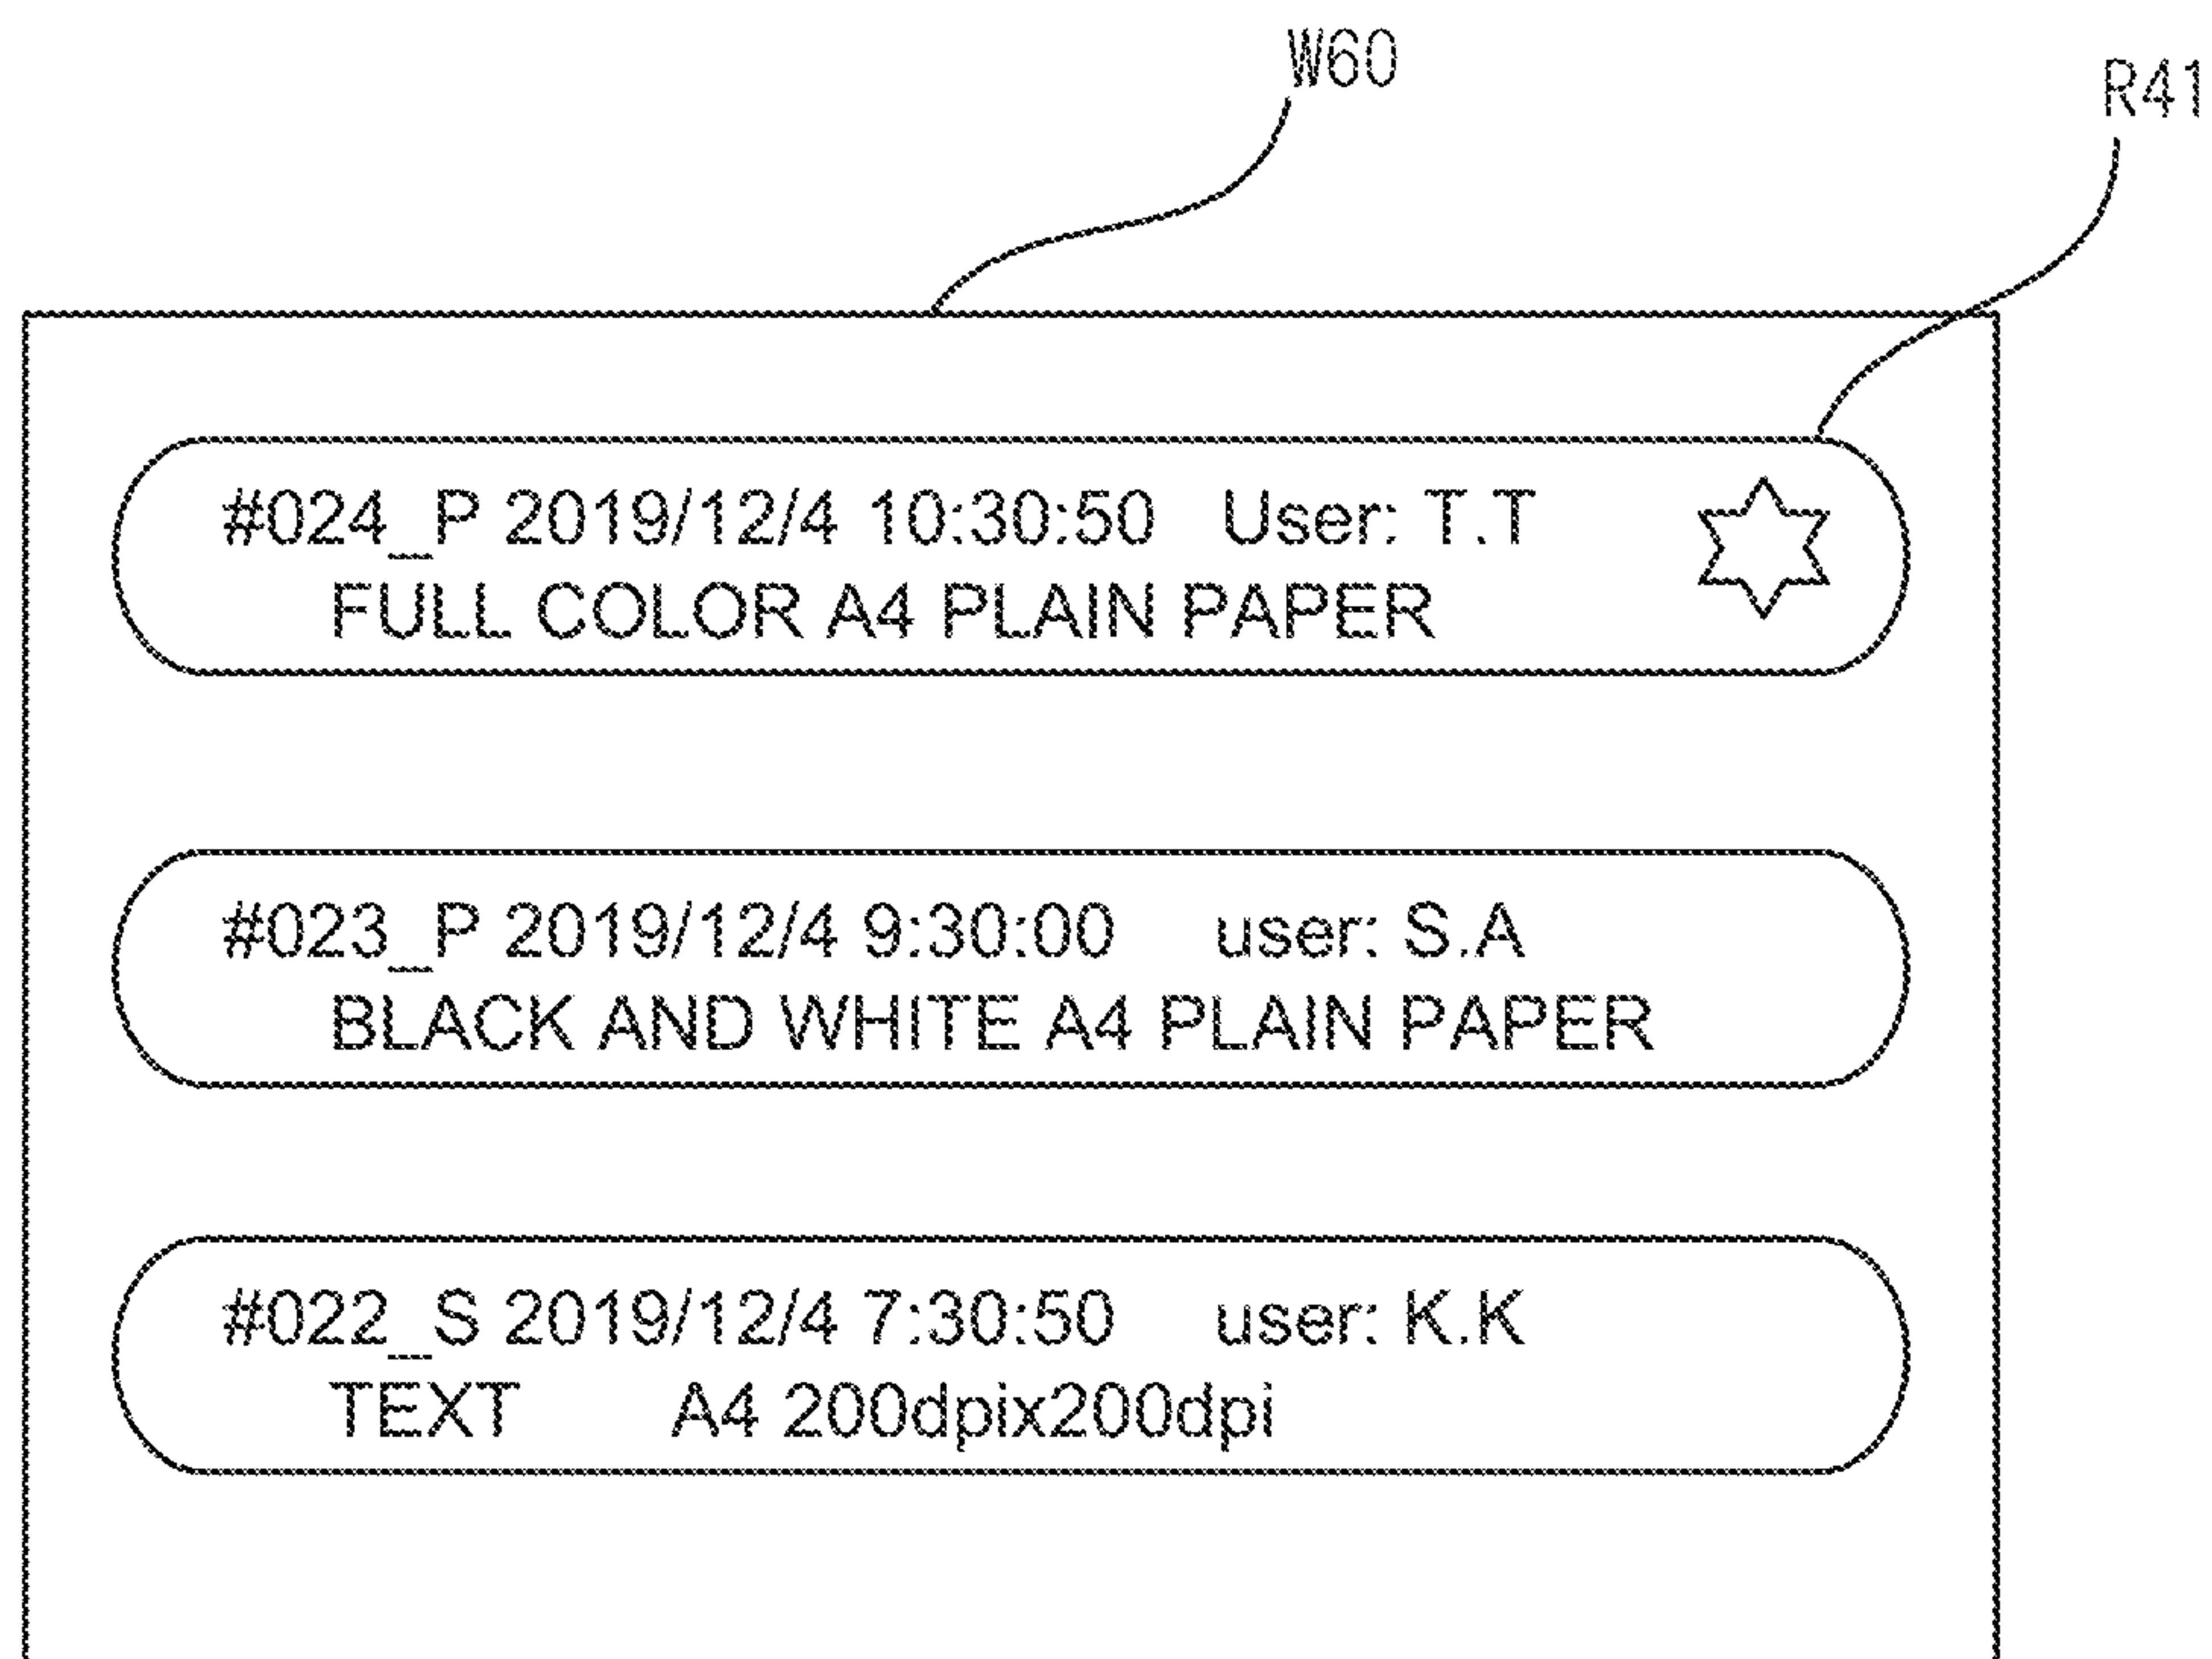 W60
R41
#024_P 2019/12/4 10:30:50 User: T.T
FULL COLOR A4 PLAIN PAPER
#023_P 2019/12/4 9:30:00 user: S.A
BLACK AND WHITE A4 PLAIN PAPER
#022_S 2019/12/4 7:30:50 user: K.K
TEXT A4 200dpix200dpi